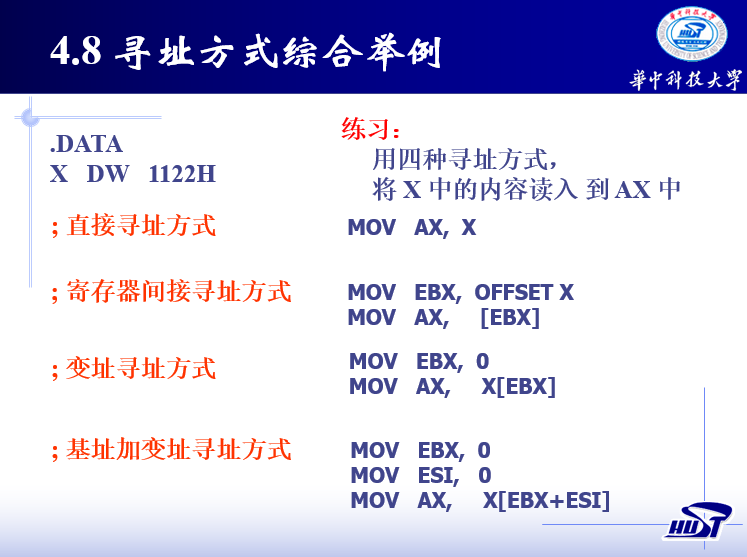 4.8 寻址方式综合举例
華中科技大学
.DATA
X DW 1122H
练习：
用四种寻址方式，
将 X 中的内容读入 到 AX 中
; 直接寻址方式
MOV AX, X
; 寄存器间接寻址方式
MOV EBX, OFFSET X
MOV AX, [EBX]
; 变址寻址方式
MOV EBX, 0
MOV AX, X[EBX]
; 基址加变址寻址方式
MOV EBX, 0
MOV ESI, 0
MOV AX, X[EBX+ESI]
HUST